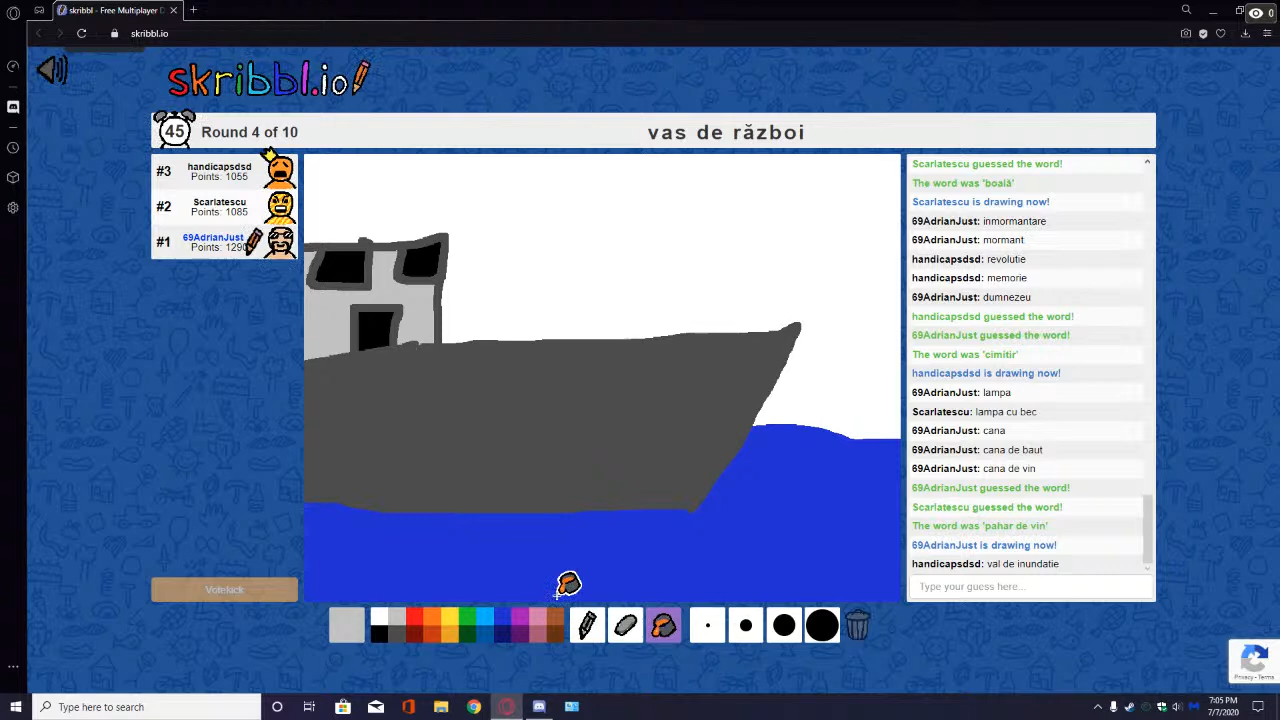 skribbl - Free Multiplayer D
0
skribbl.io
skribbl.io
45
Round 4 of 10
vas de război
#3
handicapsdsd
Points: 1055
#2
Scarlatescu
Points: 1085
#1
69AdrianJust
Points: 1290
Votekick
Scarlatescu guessed the word!
The word was 'boală'
Scarlatescu is drawing now!
69AdrianJust: inmormantare
69AdrianJust: mormant
handicapsdsd: revolutie
handicapsdsd: memorie
69AdrianJust: dumnezeu
handicapsdsd guessed the word!
69AdrianJust guessed the word!
The word was 'cimitir'
handicapsdsd is drawing now!
69AdrianJust: lampa
Scarlatescu: lampa cu bec
69AdrianJust: cana
69AdrianJust: cana de baut
69AdrianJust: cana de vin
69AdrianJust guessed the word!
Scarlatescu guessed the word!
The word was 'pahar de vin'
69AdrianJust is drawing now!
handicapsdsd: val de inundatie
Type your guess here...
Privacy - Terms
Type here to search
7:05 PM
7/7/2020